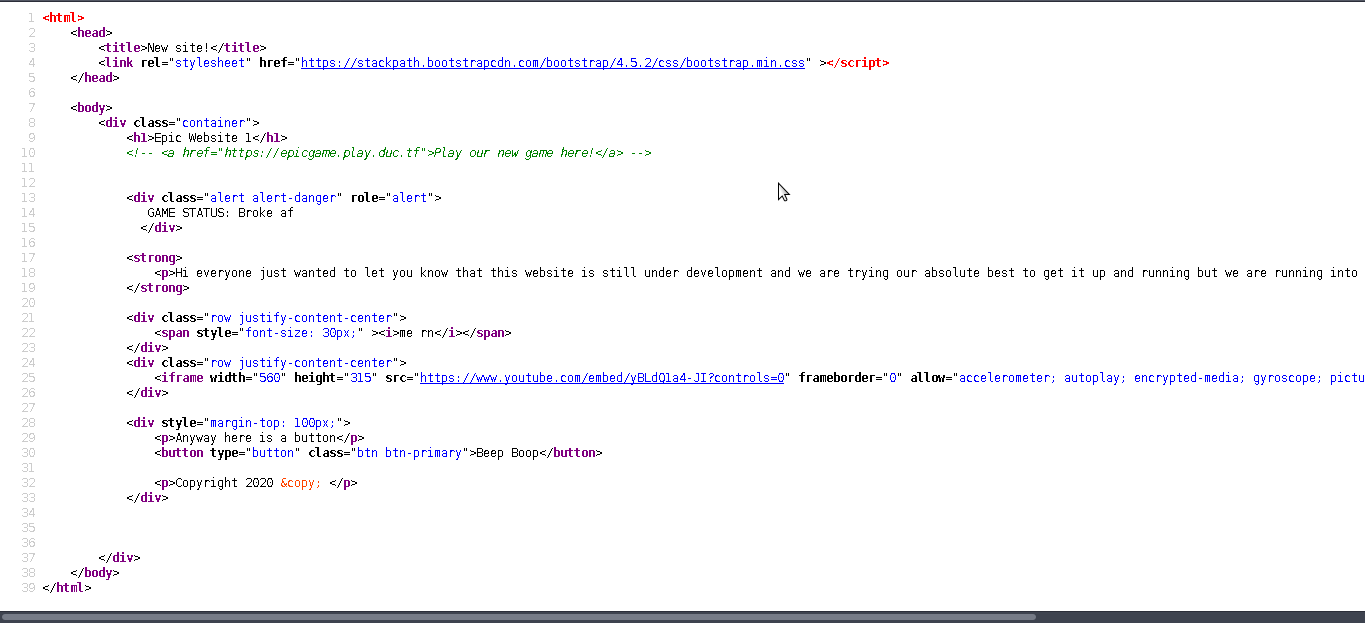 1 <html>
2 <head>
3 <title>New site!</title>
4 <link rel="stylesheet" href="https://stackpath.bootstrapcdn.com/bootstrap/4.5.2/css/bootstrap.min.css" ></script>
5 </head>
6
7 <body>
8 <div class="container">
9 <h1>Epic Website 1</h1>
10 <!-- <a href="https://epicgame.play.duc.tf">Play our new game here!</a> -->
11
12
13 <div class="alert alert-danger" role="alert">
14 GAME STATUS: Broke af
15 </div>
16
17 <strong>
18 <p>Hi everyone just wanted to let you know that this website is still under development and we are trying our absolute best to get it up and running but we are running into
19 </strong>
20
21 <div class="row justify-content-center">
22 <span style="font-size: 30px;" ><i>me rn</i></span>
23 </div>
24 <div class="row justify-content-center">
25 <iframe width="560" height="315" src="https://www.youtube.com/embed/yBLdQ1a4-JI?controls=0" frameborder="0" allow="accelerometer; autoplay; encrypted-media; gyroscope; pictu
26 </div>
27
28 <div style="margin-top: 100px;">
29 <p>Anyway here is a button</p>
30 <button type="button" class="btn btn-primary">Beep Boop</button>
31
32 <p>Copyright 2020 &copy; </p>
33 </div>
34
35
36
37 </div>
38 </body>
39 </html>